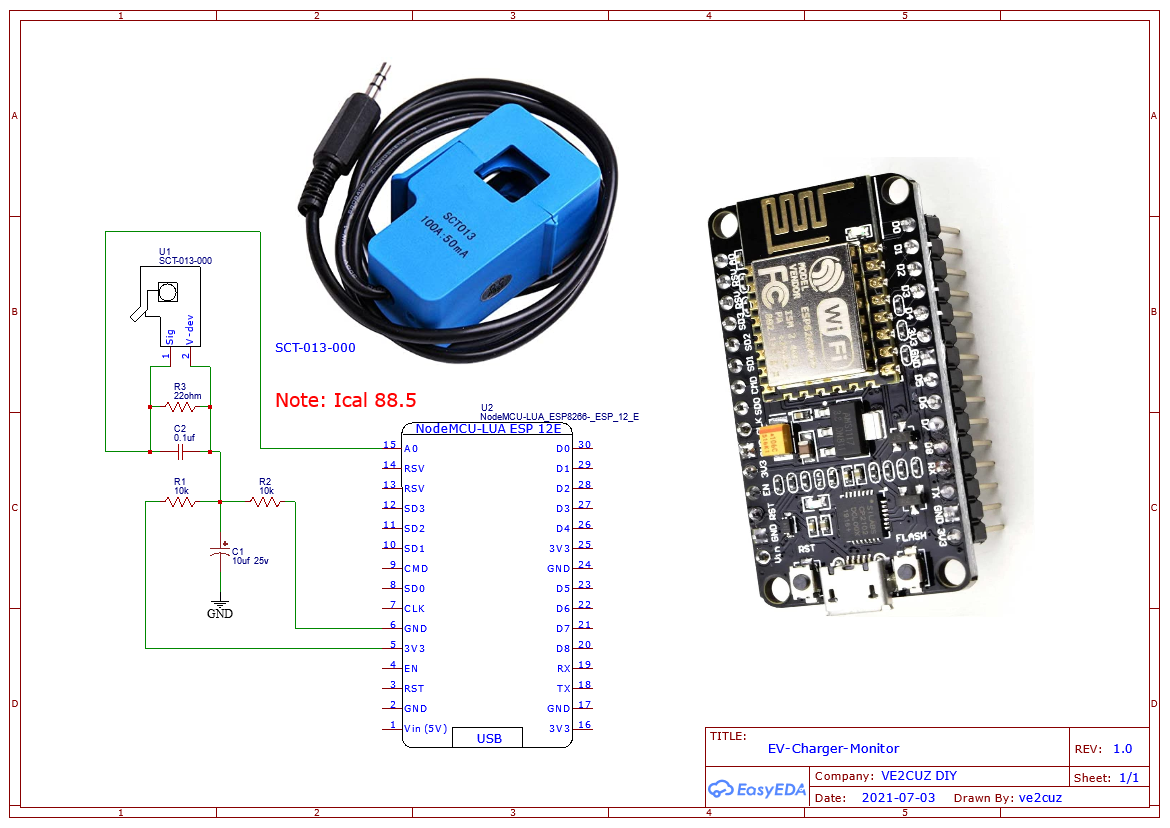 1 2 3 4 5
A
B
C
D
A
B
C
D
1 2 3 4 5
U1
SCT-013-000
Sig
V-dev
1
2
R3
22ohm
C2
0.1uf
R1
10k
R2
10k
+
C1
10uf 25v
GND
SCT013
100A:50mA
SCT-013-000
Note: Ical 88.5
U2
NodeMCU-LUA_ESP8266-_ESP_12_E
NodeMCU-LUA ESP 12E
15 A0 D0 30
14 RSV D1 29
13 RSV D2 28
12 SD3 D3 27
11 SD2 D4 26
10 SD1 3V3 25
9 CMD GND 24
8 SD0 D5 23
7 CLK D6 22
6 GND D7 21
5 3V3 D8 20
4 EN RX 19
3 RST TX 18
2 GND GND 17
1 Vin (5V) 3V3 16
USB
D0
D1
D2
D3
D4
3V3
GND
D5
D6
D7
D8
RX
TX
GND
3V3
A0
RSV
RSV
SD3
SD2
SD1
CMD
SD0
GND
3V3
EN
RST
GND
Vin
MODEL
VENDOR
ISM
PA
FC
WiFi
RST
FLASH
TITLE:
EV-Charger-Monitor
REV: 1.0
EasyEDA
Company: VE2CUZ DIY
Sheet: 1/1
Date: 2021-07-03 Drawn By: ve2cuz